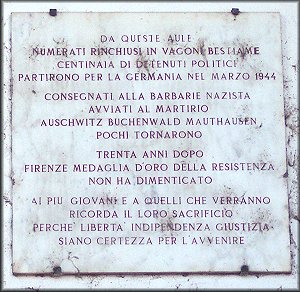 DA QUESTE AULE
NUMERATI RINCHIUSI IN VAGONI BESTIAME
CENTINAIA DI DETENUTI POLITICI
PARTIRONO PER LA GERMANIA NEL MARZO 1944
CONSEGNATI ALLA BARBARIE NAZISTA
AVVIATI AL MARTIRIO
AUSCHWITZ BUCHENWALD MAUTHAUSEN
POCHI TORNARONO
TRENTA ANNI DOPO
FIRENZE MEDAGLIA D'ORO DELLA RESISTENZA
NON HA DIMENTICATO
AI PIU' GIOVANI E A QUELLI CHE VERRANNO
RICORDA IL LORO SACRIFICIO
PERCHE' LIBERTA' INDIPENDENZA GIUSTIZIA
SIANO CERTEZZA PER L'AVVENIRE